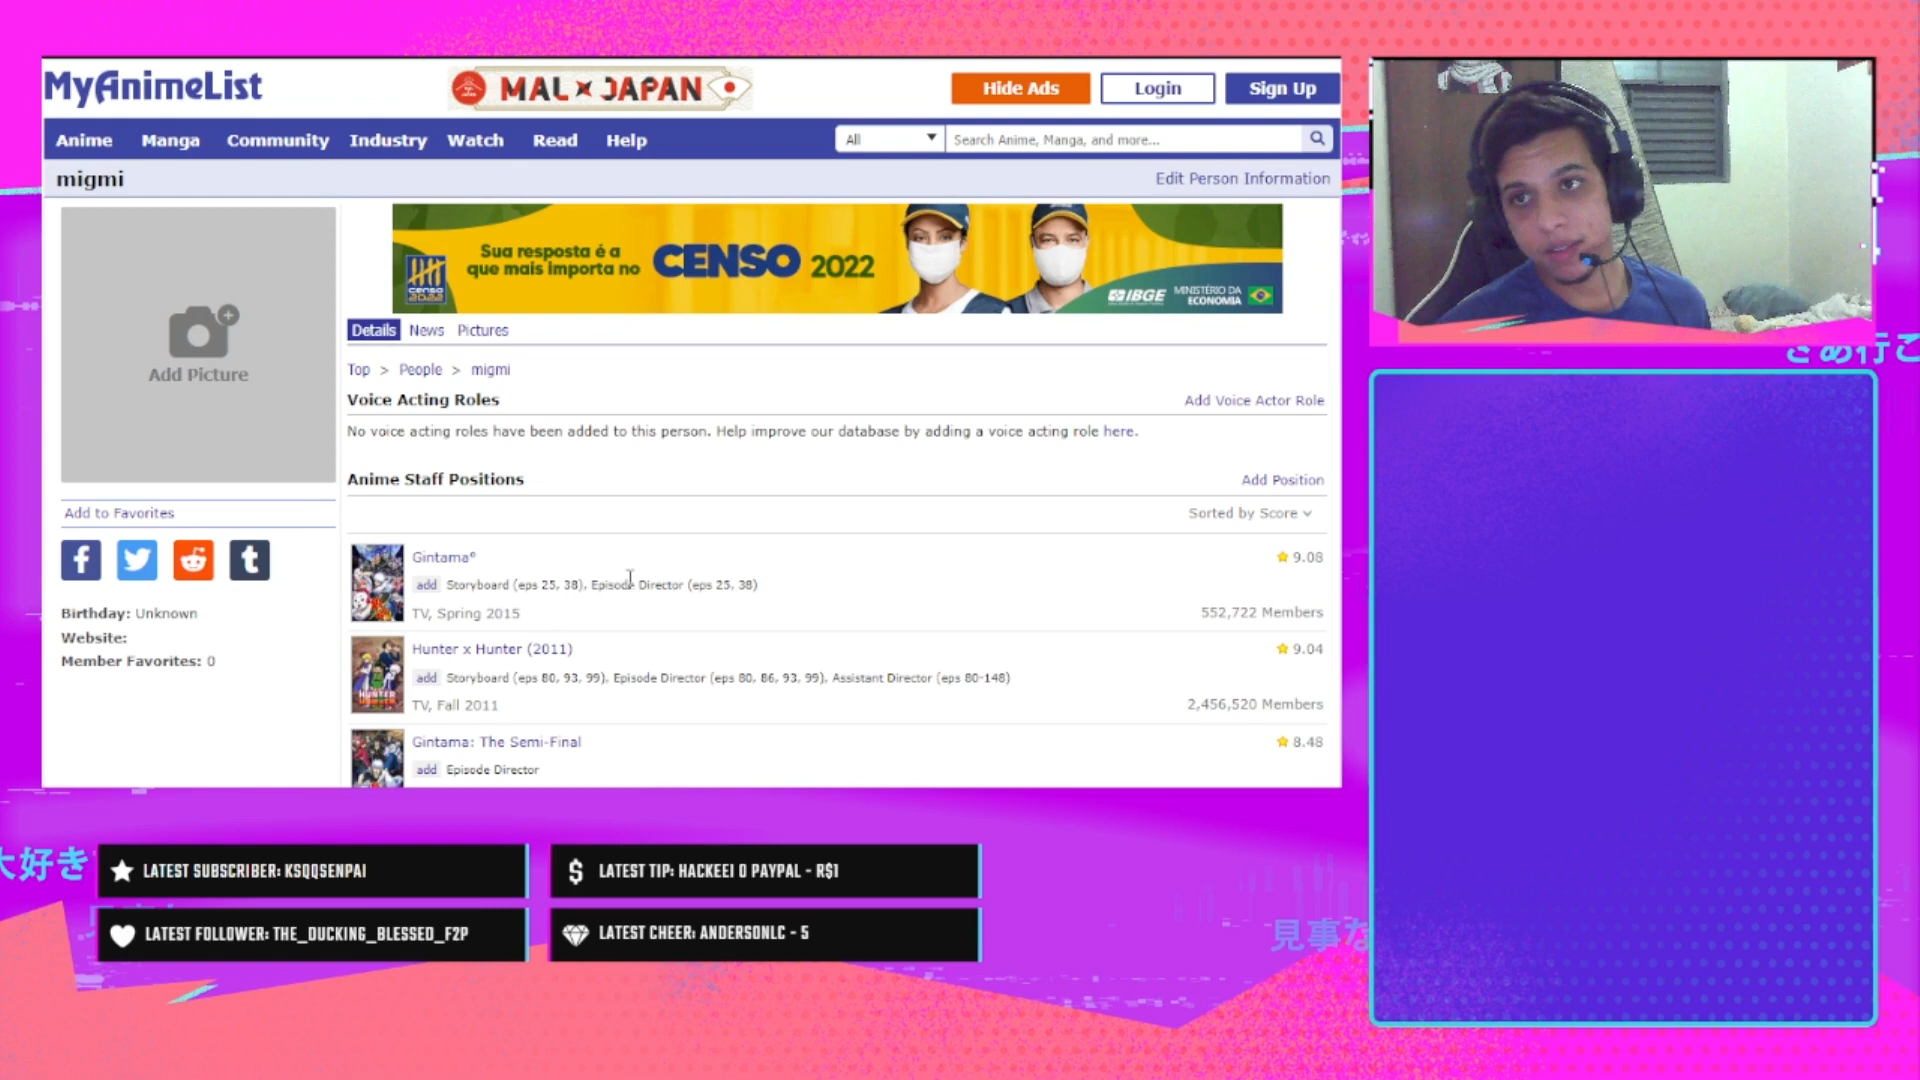 MyAnimeList
MAL × JAPAN
Hide Ads
Login
Sign Up
Anime Manga Community Industry Watch Read Help
All
Search Anime, Manga, and more...
migmi
Edit Person Information
Add Picture
censo
2022
Sua resposta é a
que mais importa no
CENSO 2022
IBGE
MINISTÉRIO DA
ECONOMIA
Details News Pictures
Top > People > migmi
Voice Acting Roles
Add Voice Actor Role
No voice acting roles have been added to this person. Help improve our database by adding a voice acting role here.
Anime Staff Positions
Add Position
Sorted by Score
Add to Favorites
Birthday: Unknown
Website:
Member Favorites: 0
Gintama°
9.08
add Storyboard (eps 25, 38), Episode Director (eps 25, 38)
TV, Spring 2015
552,722 Members
Hunter x Hunter (2011)
9.04
add Storyboard (eps 80, 93, 99), Episode Director (eps 80, 86, 93, 99), Assistant Director (eps 80-148)
TV, Fall 2011
2,456,520 Members
Gintama: The Semi-Final
8.48
add Episode Director
大好き
LATEST SUBSCRIBER: KSQQSENPAI
LATEST TIP: HACKEEI O PAYPAL - R$1
LATEST FOLLOWER: THE_DUCKING_BLESSED_F2P
LATEST CHEER: ANDERSONLC - 5
見事な